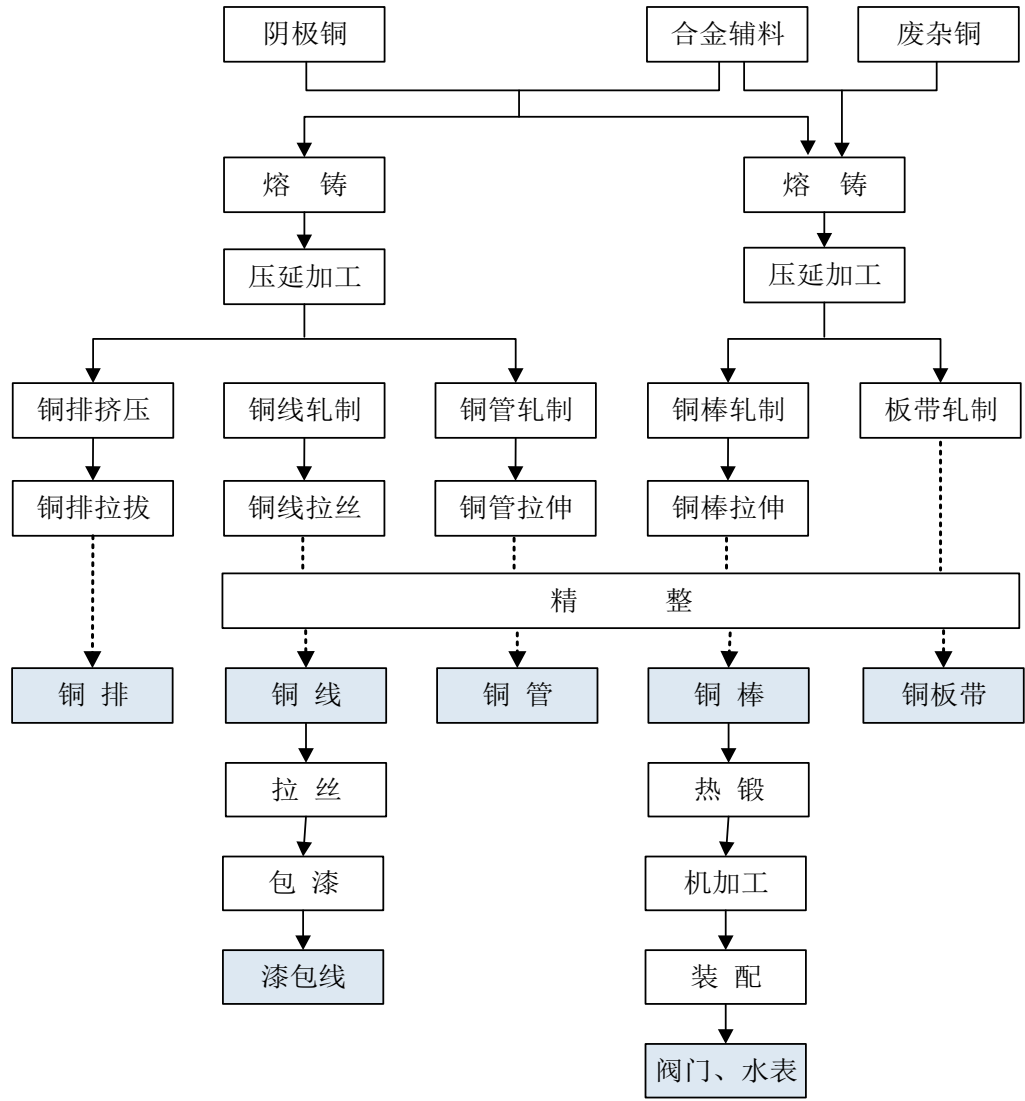 阴极铜
合金辅料
废杂铜
熔 铸
熔 铸
压延加工
压延加工
铜排挤压
铜线轧制
铜管轧制
铜棒轧制
板带轧制
铜排拉拔
铜线拉丝
铜管拉伸
铜棒拉伸
精 整
铜 排
铜 线
铜 管
铜 棒
铜板带
拉 丝
热 锻
包 漆
机加工
漆包线
装 配
阀门、水表